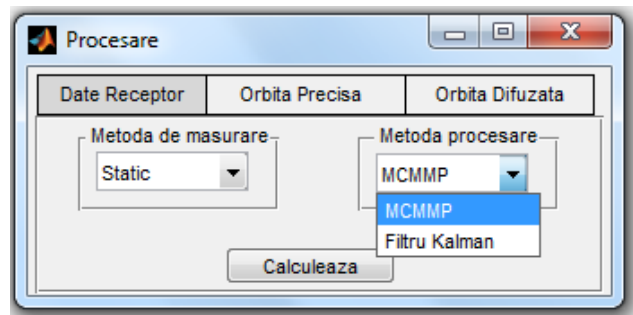 Procesare
Date Receptor Orbita Precisa Orbita Difuzata
Metoda de masurare Metoda procesare
Static MCMMP
MCMMP
Filtru Kalman
Calculeaza